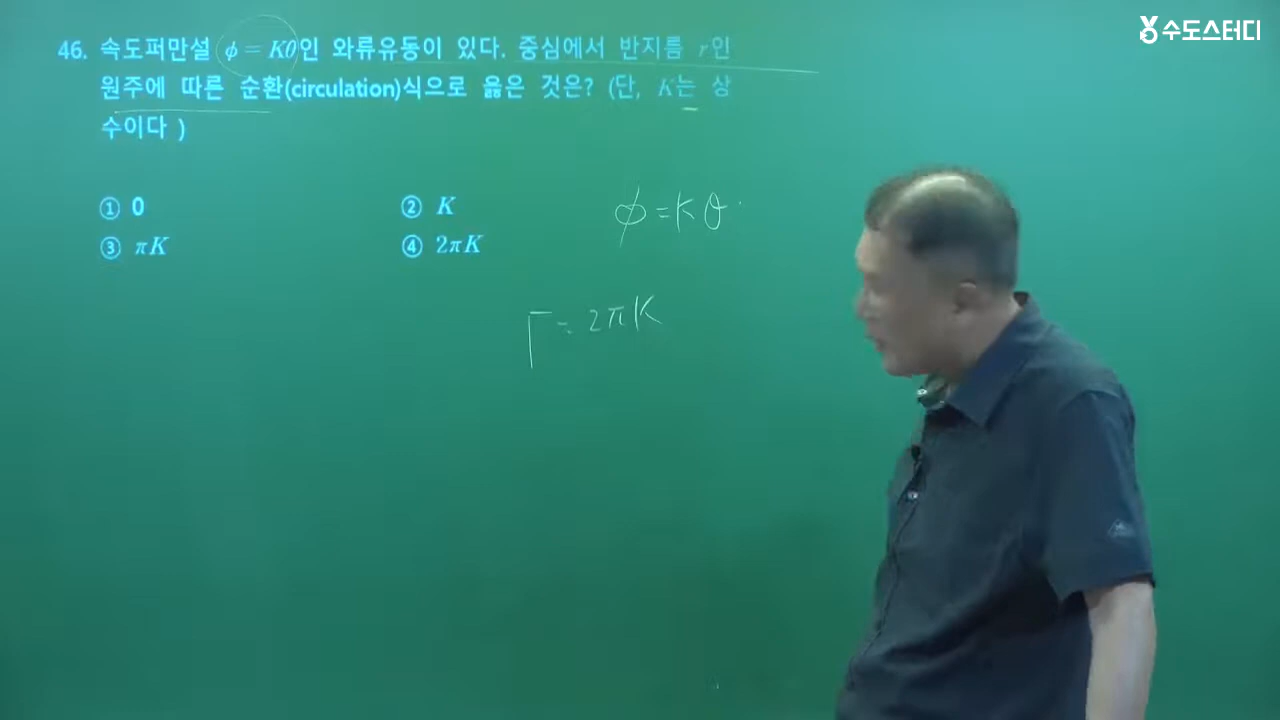 수도스터디
46. 속도퍼만설 ϕ = Kθ인 와류유동이 있다. 중심에서 반지름 r인
원주에 따른 순환(circulation)식으로 옳은 것은? (단, K는 상
수이다 )
① 0
② K
③ πK
④ 2πK
ϕ = Kθ
Γ = 2πK